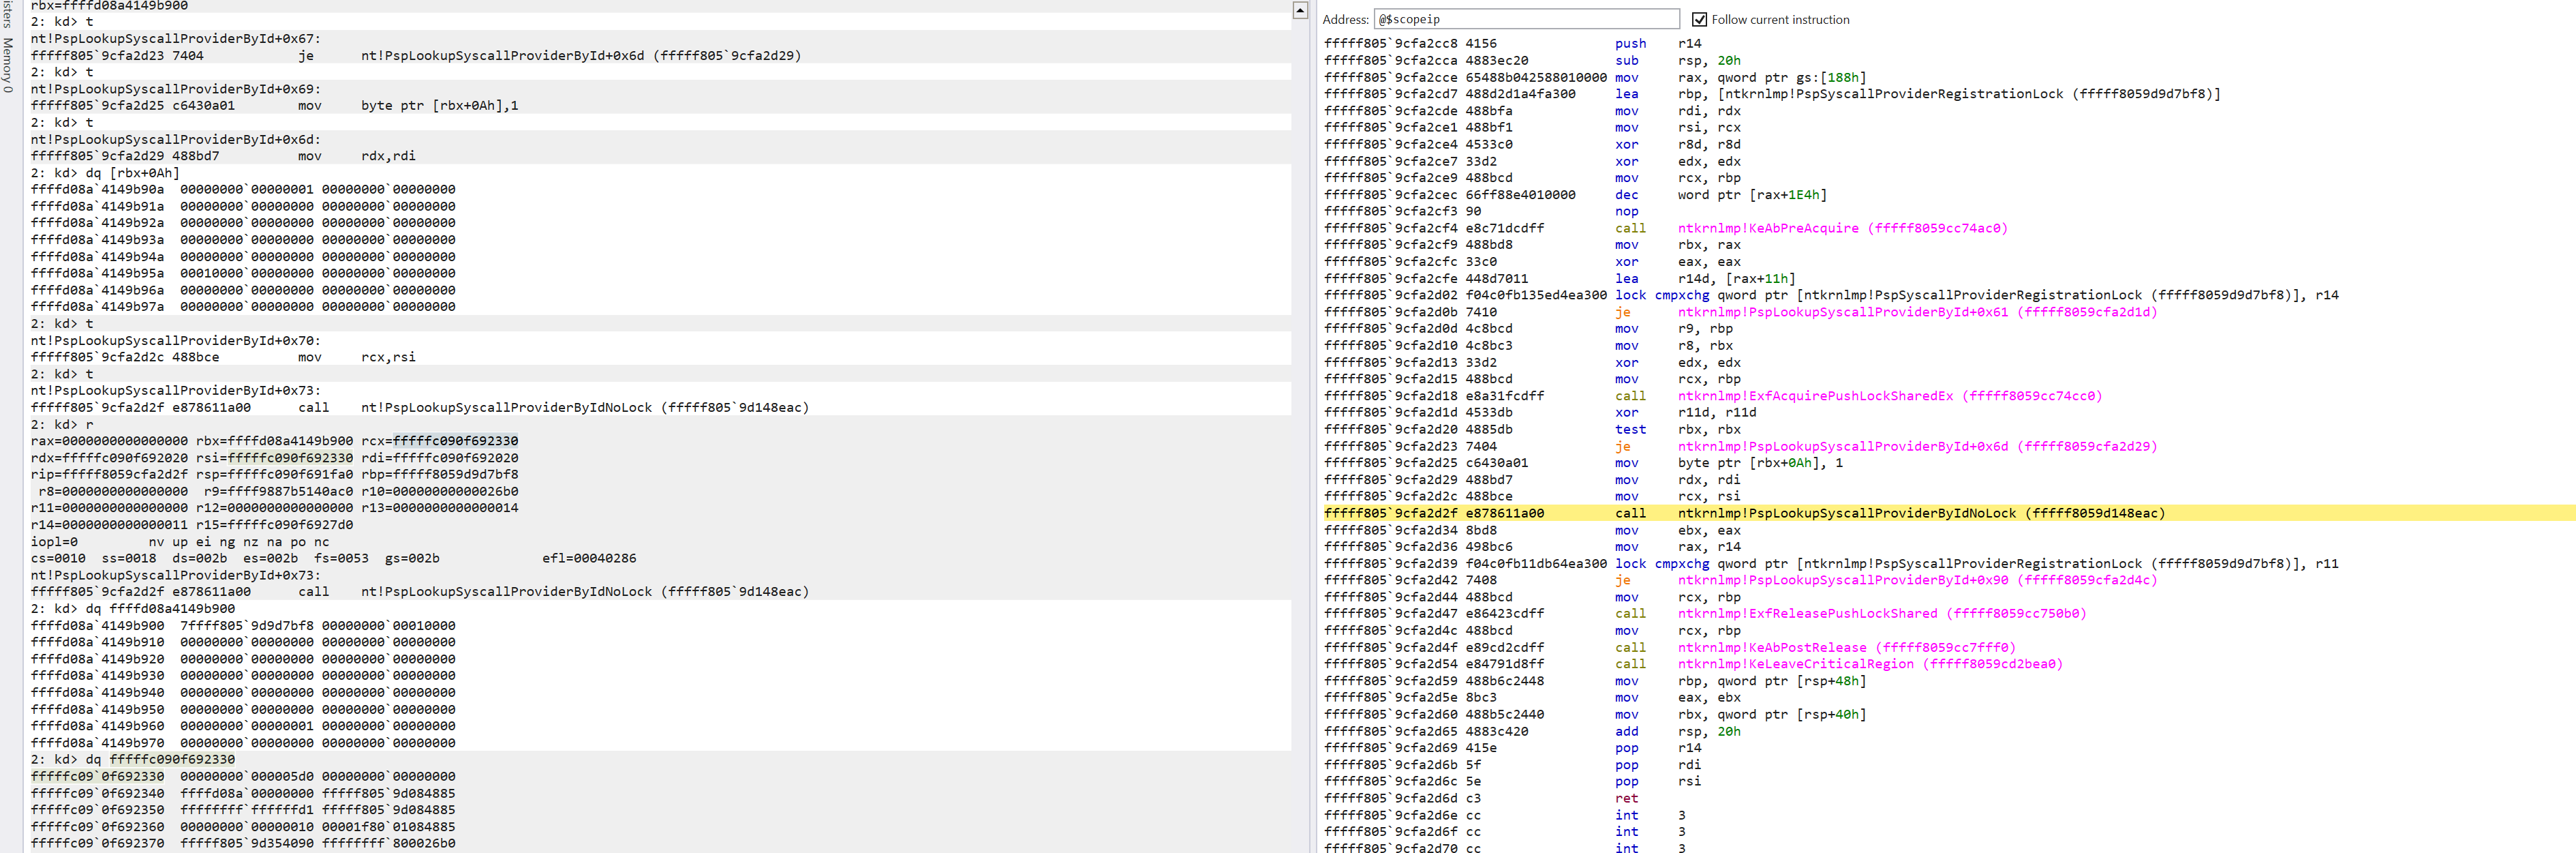 isters
Memory 0
rbx=ffffd08a4149b900
2: kd> t
nt!PspLookupSyscallProviderById+0x67:
fffff805`9cfa2d23 7404 je nt!PspLookupSyscallProviderById+0x6d (fffff805`9cfa2d29)
2: kd> t
nt!PspLookupSyscallProviderById+0x69:
fffff805`9cfa2d25 c6430a01 mov byte ptr [rbx+0Ah],1
2: kd> t
nt!PspLookupSyscallProviderById+0x6d:
fffff805`9cfa2d29 488bd7 mov rdx,rdi
2: kd> dq [rbx+0Ah]
ffffd08a`4149b90a 00000000`00000001 00000000`00000000
ffffd08a`4149b91a 00000000`00000000 00000000`00000000
ffffd08a`4149b92a 00000000`00000000 00000000`00000000
ffffd08a`4149b93a 00000000`00000000 00000000`00000000
ffffd08a`4149b94a 00000000`00000000 00000000`00000000
ffffd08a`4149b95a 00010000`00000000 00000000`00000000
ffffd08a`4149b96a 00000000`00000000 00000000`00000000
ffffd08a`4149b97a 00000000`00000000 00000000`00000000
2: kd> t
nt!PspLookupSyscallProviderById+0x70:
fffff805`9cfa2d2c 488bce mov rcx,rsi
2: kd> t
nt!PspLookupSyscallProviderById+0x73:
fffff805`9cfa2d2f e878611a00 call nt!PspLookupSyscallProviderByIdNoLock (fffff805`9d148eac)
2: kd> r
rax=0000000000000000 rbx=ffffd08a4149b900 rcx=fffffc090f692330
rdx=fffffc090f692020 rsi=fffffc090f692330 rdi=fffffc090f692020
rip=fffff8059cfa2d2f rsp=fffffc090f691fa0 rbp=fffff8059d9d7bf8
r8=0000000000000000 r9=ffff9887b5140ac0 r10=00000000000026b0
r11=0000000000000000 r12=0000000000000000 r13=0000000000000014
r14=0000000000000011 r15=fffffc090f6927d0
iopl=0 nv up ei ng nz na po nc
cs=0010 ss=0018 ds=002b es=002b fs=0053 gs=002b efl=00040286
nt!PspLookupSyscallProviderById+0x73:
fffff805`9cfa2d2f e878611a00 call nt!PspLookupSyscallProviderByIdNoLock (fffff805`9d148eac)
2: kd> dq ffffd08a4149b900
ffffd08a`4149b900 7ffff805`9d9d7bf8 00000000`00010000
ffffd08a`4149b910 00000000`00000000 00000000`00000000
ffffd08a`4149b920 00000000`00000000 00000000`00000000
ffffd08a`4149b930 00000000`00000000 00000000`00000000
ffffd08a`4149b940 00000000`00000000 00000000`00000000
ffffd08a`4149b950 00000000`00000000 00000000`00000000
ffffd08a`4149b960 00000000`00000001 00000000`00000000
ffffd08a`4149b970 00000000`00000000 00000000`00000000
2: kd> dq fffffc090f692330
fffffc09`0f692330 00000000`000005d0 00000000`00000000
fffffc09`0f692340 ffffd08a`00000000 fffff805`9d084885
fffffc09`0f692350 ffffffff`ffffffd1 fffff805`9d084885
fffffc09`0f692360 00000000`00000010 00001f80`01084885
fffffc09`0f692370 fffff805`9d354090 ffffffff`800026b0
Address: @$scopeip Follow current instruction
fffff805`9cfa2cc8 4156 push r14
fffff805`9cfa2cca 4883ec20 sub rsp, 20h
fffff805`9cfa2cce 65488b042588010000 mov rax, qword ptr gs:[188h]
fffff805`9cfa2cd7 488d2d1a4fa300 lea rbp, [ntkrnlmp!PspSyscallProviderRegistrationLock (fffff8059d9d7bf8)]
fffff805`9cfa2cde 488bfa mov rdi, rdx
fffff805`9cfa2ce1 488bf1 mov rsi, rcx
fffff805`9cfa2ce4 4533c0 xor r8d, r8d
fffff805`9cfa2ce7 33d2 xor edx, edx
fffff805`9cfa2ce9 488bcd mov rcx, rbp
fffff805`9cfa2cec 66ff88e4010000 dec word ptr [rax+1E4h]
fffff805`9cfa2cf3 90 nop
fffff805`9cfa2cf4 e8c71dcdff call ntkrnlmp!KeAbPreAcquire (fffff8059cc74ac0)
fffff805`9cfa2cf9 488bd8 mov rbx, rax
fffff805`9cfa2cfc 33c0 xor eax, eax
fffff805`9cfa2cfe 448d7011 lea r14d, [rax+11h]
fffff805`9cfa2d02 f04c0fb135ed4ea300 lock cmpxchg qword ptr [ntkrnlmp!PspSyscallProviderRegistrationLock (fffff8059d9d7bf8)], r14
fffff805`9cfa2d0b 7410 je ntkrnlmp!PspLookupSyscallProviderById+0x61 (fffff8059cfa2d1d)
fffff805`9cfa2d0d 4c8bcd mov r9, rbp
fffff805`9cfa2d10 4c8bc3 mov r8, rbx
fffff805`9cfa2d13 33d2 xor edx, edx
fffff805`9cfa2d15 488bcd mov rcx, rbp
fffff805`9cfa2d18 e8a31fcdff call ntkrnlmp!ExfAcquirePushLockSharedEx (fffff8059cc74cc0)
fffff805`9cfa2d1d 4533db xor r11d, r11d
fffff805`9cfa2d20 4885db test rbx, rbx
fffff805`9cfa2d23 7404 je ntkrnlmp!PspLookupSyscallProviderById+0x6d (fffff8059cfa2d29)
fffff805`9cfa2d25 c6430a01 mov byte ptr [rbx+0Ah], 1
fffff805`9cfa2d29 488bd7 mov rdx, rdi
fffff805`9cfa2d2c 488bce mov rcx, rsi
fffff805`9cfa2d2f e878611a00 call ntkrnlmp!PspLookupSyscallProviderByIdNoLock (fffff8059d148eac)
fffff805`9cfa2d34 8bd8 mov ebx, eax
fffff805`9cfa2d36 498bc6 mov rax, r14
fffff805`9cfa2d39 f04c0fb11db64ea300 lock cmpxchg qword ptr [ntkrnlmp!PspSyscallProviderRegistrationLock (fffff8059d9d7bf8)], r11
fffff805`9cfa2d42 7408 je ntkrnlmp!PspLookupSyscallProviderById+0x90 (fffff8059cfa2d4c)
fffff805`9cfa2d44 488bcd mov rcx, rbp
fffff805`9cfa2d47 e86423cdff call ntkrnlmp!ExfReleasePushLockShared (fffff8059cc750b0)
fffff805`9cfa2d4c 488bcd mov rcx, rbp
fffff805`9cfa2d4f e89cd2cdff call ntkrnlmp!KeAbPostRelease (fffff8059cc7fff0)
fffff805`9cfa2d54 e84791d8ff call ntkrnlmp!KeLeaveCriticalRegion (fffff8059cd2bea0)
fffff805`9cfa2d59 488b6c2448 mov rbp, qword ptr [rsp+48h]
fffff805`9cfa2d5e 8bc3 mov eax, ebx
fffff805`9cfa2d60 488b5c2440 mov rbx, qword ptr [rsp+40h]
fffff805`9cfa2d65 4883c420 add rsp, 20h
fffff805`9cfa2d69 415e pop r14
fffff805`9cfa2d6b 5f pop rdi
fffff805`9cfa2d6c 5e pop rsi
fffff805`9cfa2d6d c3 ret
fffff805`9cfa2d6e cc int 3
fffff805`9cfa2d6f cc int 3
fffff805`9cfa2d70 cc int 3